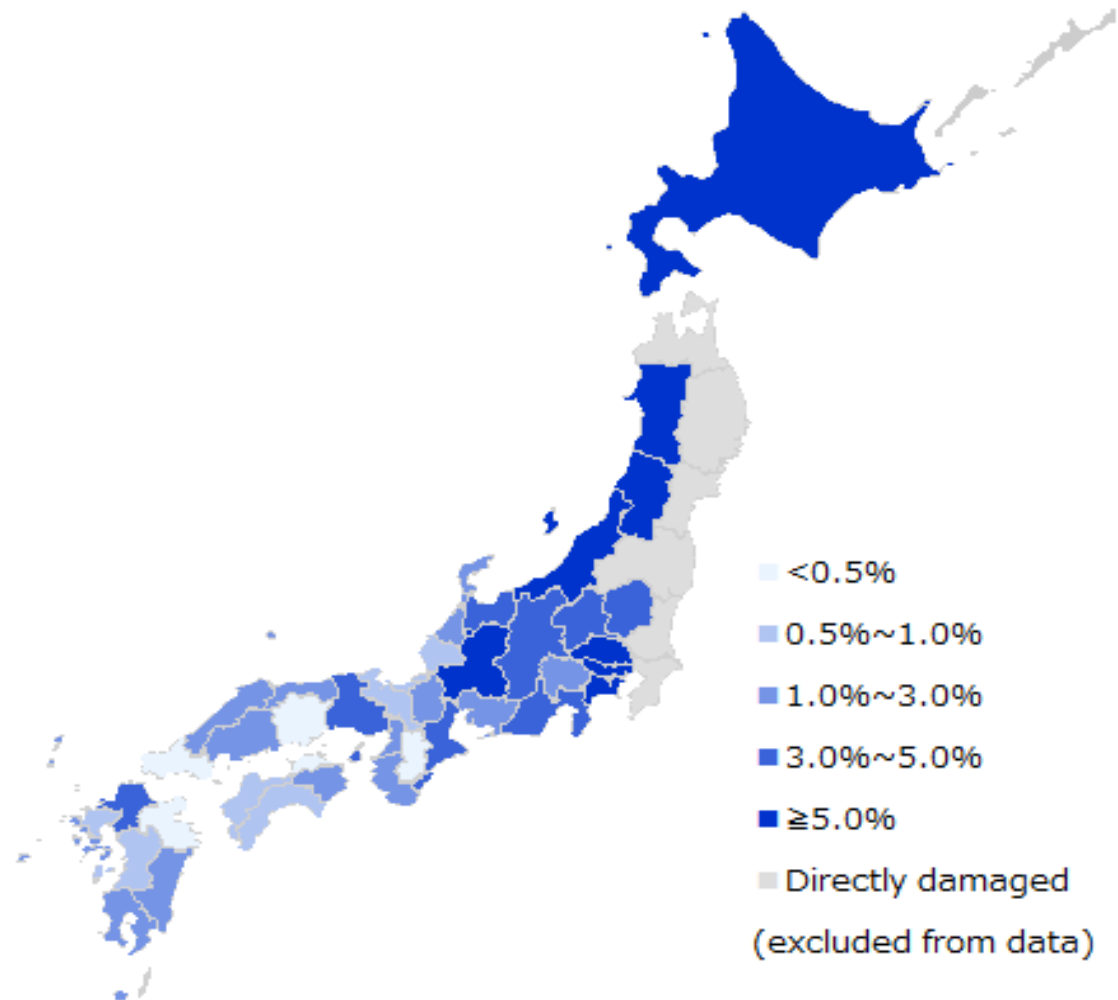 <0.5%
0.5%~1.0%
1.0%~3.0%
3.0%~5.0%
≧5.0%
Directly damaged
(excluded from data)